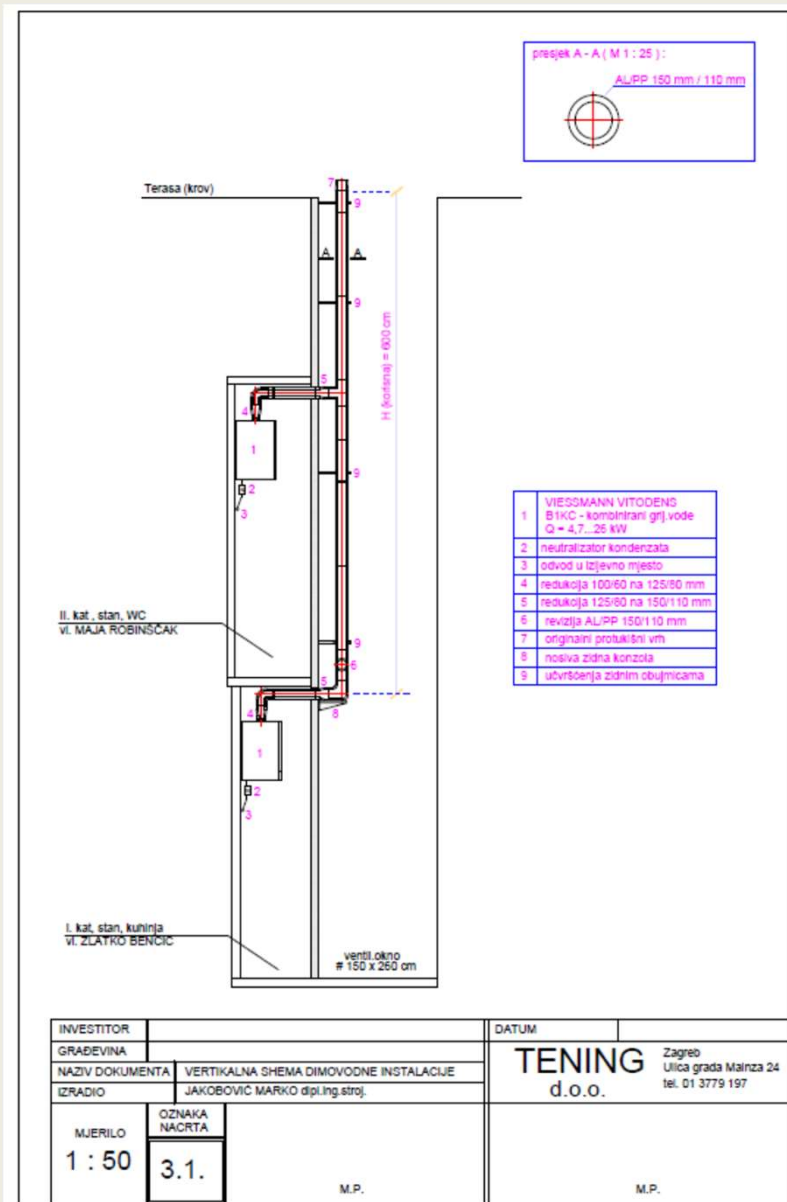 presjek A - A ( M 1 : 25 ) :
AL/PP 150 mm / 110 mm
Terasa (krov)
7
9
A A
9
H (korisna) = 600 cm
5
4
1
9
2
3
1 VIESSMANN VITODENS
B1KC - kombinirani grij.vode
Q = 4,7...25 kW
2 neutralizator kondenzata
3 odvod u izljevno mjesto
4 redukcija 100/60 na 125/80 mm
5 redukcija 125/80 na 150/110 mm
6 revizija AL/PP 150/110 mm
7 originalni protukišni vrh
8 nosiva zidna konzola
9 učvršćenja zidnim obujmicama
II. kat , stan, WC
vl. MAJA ROBINŠČAK
9
6
5
4
8
1
2
3
I. kat, stan, kuhinja
vl. ZLATKO BENČIĆ
ventil.okno
# 150 x 260 cm
INVESTITOR
DATUM
GRAĐEVINA
NAZIV DOKUMENTA VERTIKALNA SHEMA DIMOVODNE INSTALACIJE
IZRADIO JAKOBOVIĆ MARKO dipl.ing.stroj.
TENING
d.o.o.
Zagreb
Ulica grada Mainza 24
tel. 01 3779 197
MJERILO
1 : 50
OZNAKA
NACRTA
3.1.
M.P.
M.P.